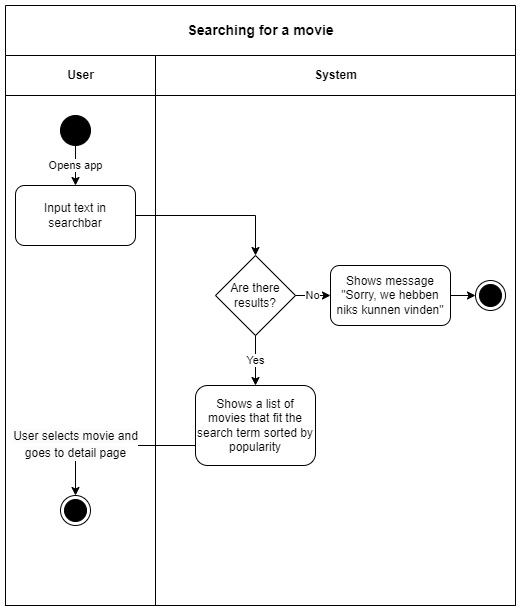 Searching for a movie
User
System
Opens app
Input text in
searchbar
Are there
results?
No
Shows message
"Sorry, we hebben
niks kunnen vinden"
Yes
Shows a list of
movies that fit the
search term sorted by
popularity
User selects movie and
goes to detail page